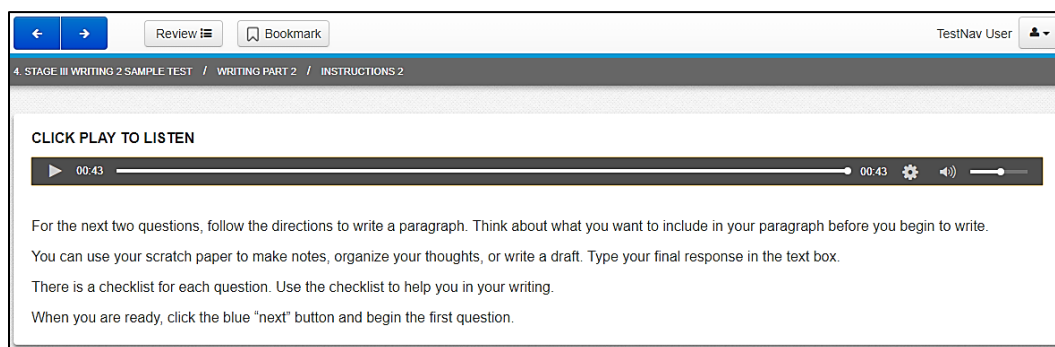 Review Bookmark TestNav User
4. STAGE III WRITING 2 SAMPLE TEST / WRITING PART 2 / INSTRUCTIONS 2
CLICK PLAY TO LISTEN
00:43 00:43
For the next two questions, follow the directions to write a paragraph. Think about what you want to include in your paragraph before you begin to write.
You can use your scratch paper to make notes, organize your thoughts, or write a draft. Type your final response in the text box.
There is a checklist for each question. Use the checklist to help you in your writing.
When you are ready, click the blue “next” button and begin the first question.